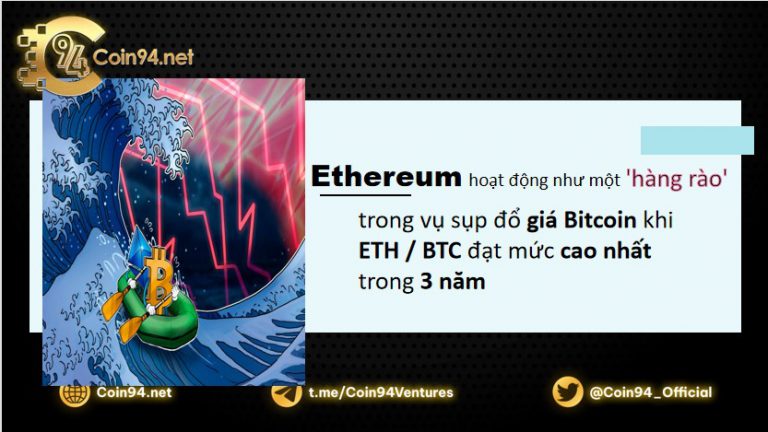 Coin94.net
Ethereum hoạt động như một 'hàng rào'
trong vụ sụp đổ giá Bitcoin khi
ETH / BTC đạt mức cao nhất
trong 3 năm
Coin94.net t.me/Coin94Ventures @Coin94_Official